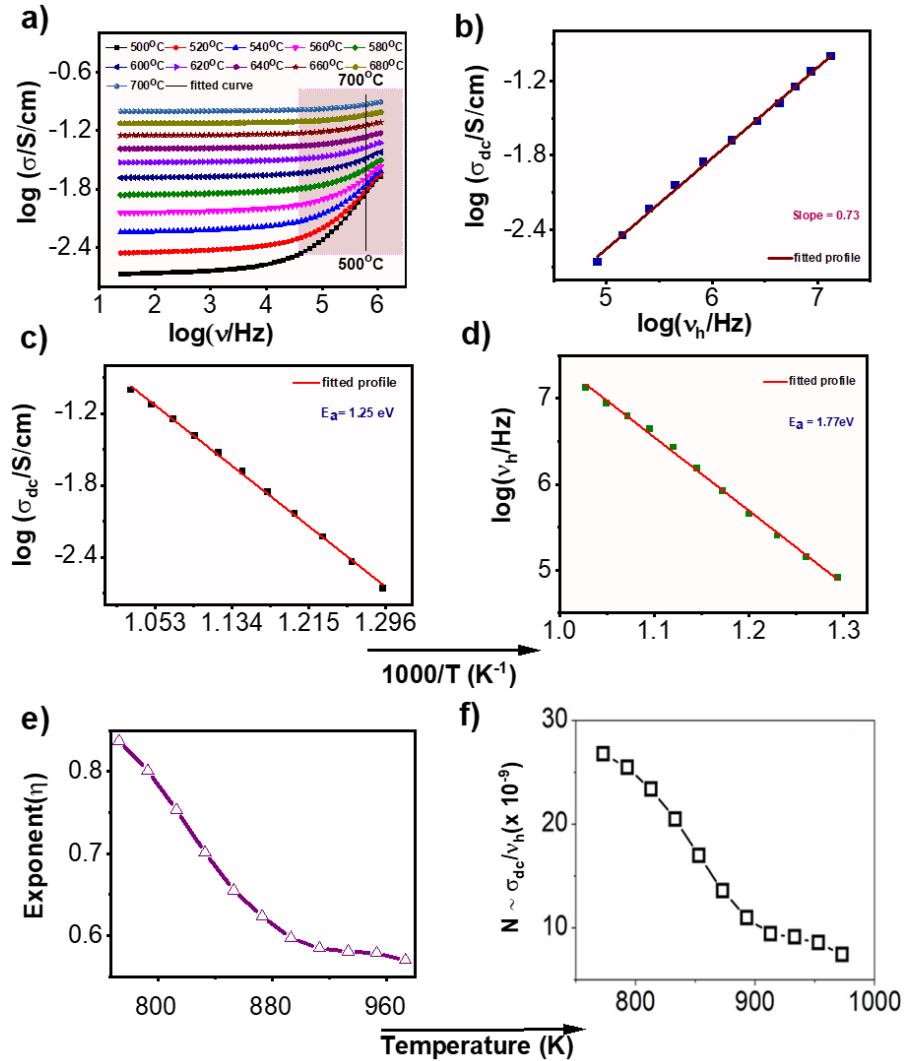 a)
500°C 520°C 540°C 560°C 580°C
600°C 620°C 640°C 660°C 680°C
700°C fitted curve
700°C
500°C
-0.6
-1.2
-1.8
-2.4
log (σ/S/cm)
1 2 3 4 5 6
log(ν/Hz)
b)
-1.2
-1.8
-2.4
log (σdc/S/cm)
Slope = 0.73
fitted profile
5 6 7
log(νh/Hz)
c)
fitted profile
Ea= 1.25 eV
-1.2
-1.8
-2.4
log (σdc/S/cm)
1.053 1.134 1.215 1.296
d)
fitted profile
Ea = 1.77eV
7
6
5
log(νh/Hz)
1.0 1.1 1.2 1.3
1000/T (K-1)
e)
0.8
0.7
0.6
Exponent(η)
800 880 960
f)
30
20
10
N ~ σdc/νh(x 10-9)
800 900 1000
Temperature (K)